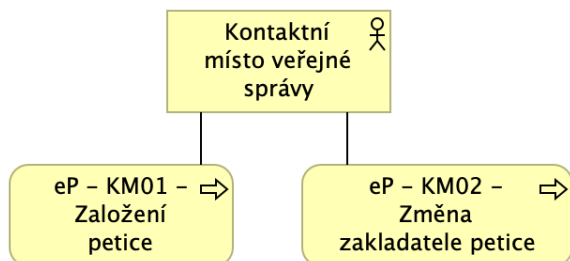 Kontaktní
místo veřejné
správy
eP – KM01 –
Založení
petice
eP – KM02 –
Změna
zakladatele petice